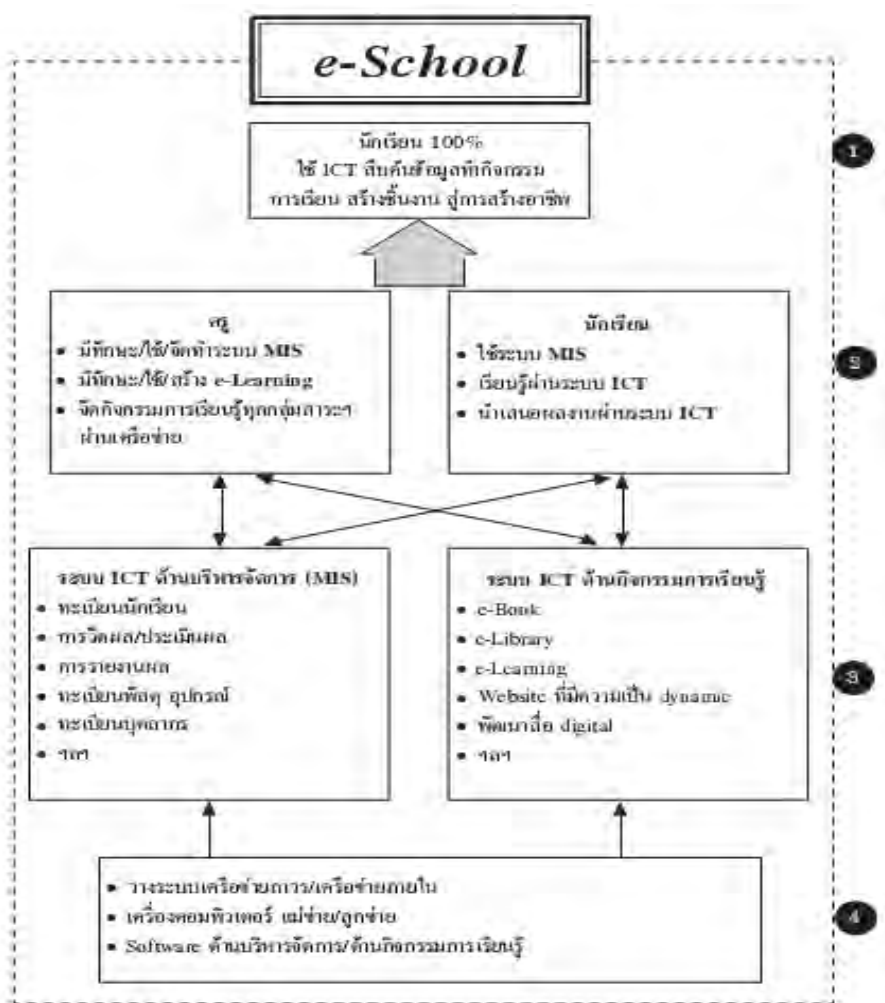 e-School
นักเรียน 100%
ใช้ ICT สืบค้นข้อมูลทำกิจกรรม
การเรียน สร้างชิ้นงาน สู่การสร้างอาชีพ
1
ครู
• มีทักษะ/ใช้/จัดทำระบบ MIS
• มีทักษะ/ใช้/สร้าง e-Learning
• จัดกิจกรรมการเรียนรู้ทุกกลุ่มสาระฯ
ผ่านเครือข่าย
นักเรียน
• ใช้ระบบ MIS
• เรียนรู้ผ่านระบบ ICT
• นำเสนอผลงานผ่านระบบ ICT
2
ระบบ ICT ด้านบริหารจัดการ (MIS)
• ทะเบียนนักเรียน
• การวัดผล/ประเมินผล
• การรายงานผล
• ทะเบียนพัสดุ อุปกรณ์
• ทะเบียนบุคลากร
• ฯลฯ
ระบบ ICT ด้านกิจกรรมการเรียนรู้
• e-Book
• e-Library
• e-Learning
• Website ที่มีความเป็น dynamic
• พัฒนาสื่อ digital
• ฯลฯ
3
• วางระบบเครือข่ายถาวร/เครือข่ายภายใน
• เครื่องคอมพิวเตอร์ แม่ข่าย/ลูกข่าย
• Software ด้านบริหารจัดการ/ด้านกิจกรรมการเรียนรู้
4